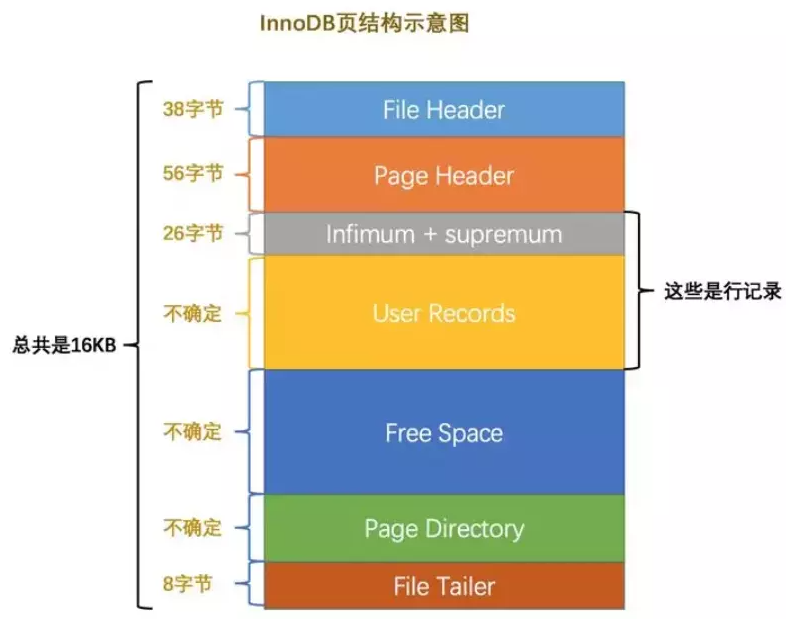 InnoDB页结构示意图
38字节
File Header
56字节
Page Header
26字节
Infimum + supremum
不确定
User Records
这些是行记录
总共是16KB
不确定
Free Space
不确定
Page Directory
8字节
File Tailer